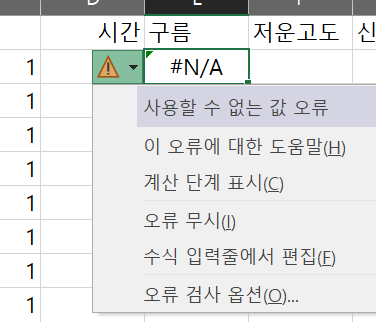 시간 구름 저운고도
1 #N/A
1 사용할 수 없는 값 오류
1 이 오류에 대한 도움말(H)
1 계산 단계 표시(C)
1 오류 무시(I)
1 수식 입력줄에서 편집(F)
1 오류 검사 옵션(O)...